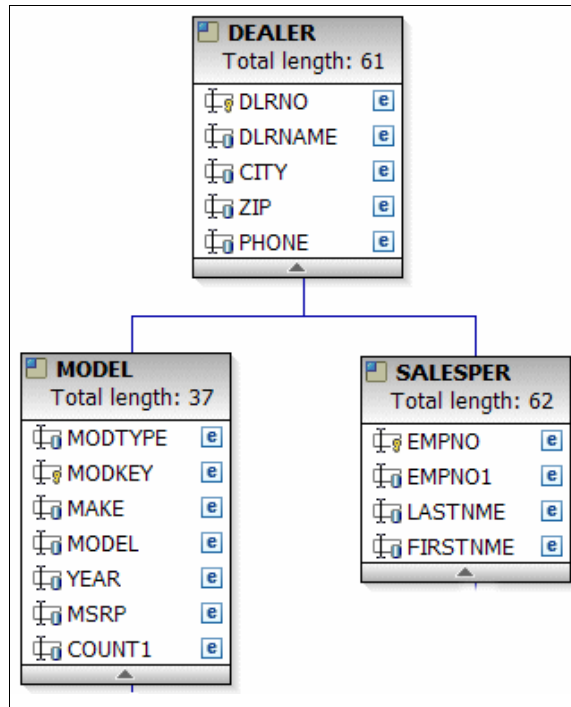 DEALER
Total length: 61
DLRNO e
DLRNAME e
CITY e
ZIP e
PHONE e
MODEL
Total length: 37
MODTYPE e
MODKEY e
MAKE e
MODEL e
YEAR e
MSRP e
COUNT1 e
SALESPER
Total length: 62
EMPNO e
EMPNO1 e
LASTNME e
FIRSTNME e